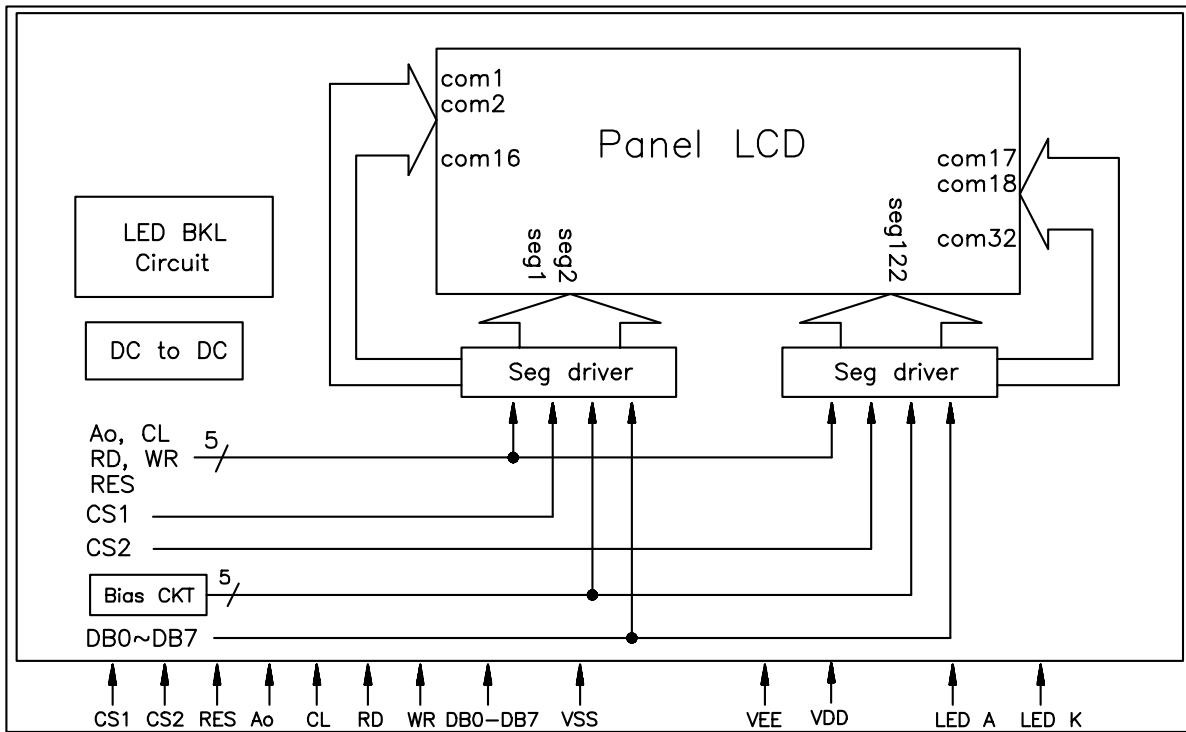 com1
com2
com16
Panel LCD
com17
com18
com32
seg1
seg2
seg122
LED BKL
Circuit
DC to DC
Seg driver
Seg driver
Ao, CL
RD, WR
RES
5
CS1
CS2
Bias CKT
5
DB0~DB7
CS1 CS2 RES Ao CL RD WR DB0-DB7 VSS VEE VDD LED A LED K